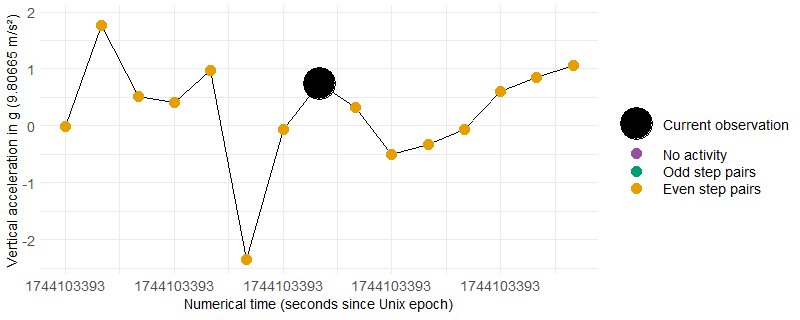 Vertical acceleration in g (9.80665 m/s²)
2
1
0
-1
-2
1744103393 1744103393 1744103393 1744103393 1744103393
Numerical time (seconds since Unix epoch)
Current observation
No activity
Odd step pairs
Even step pairs